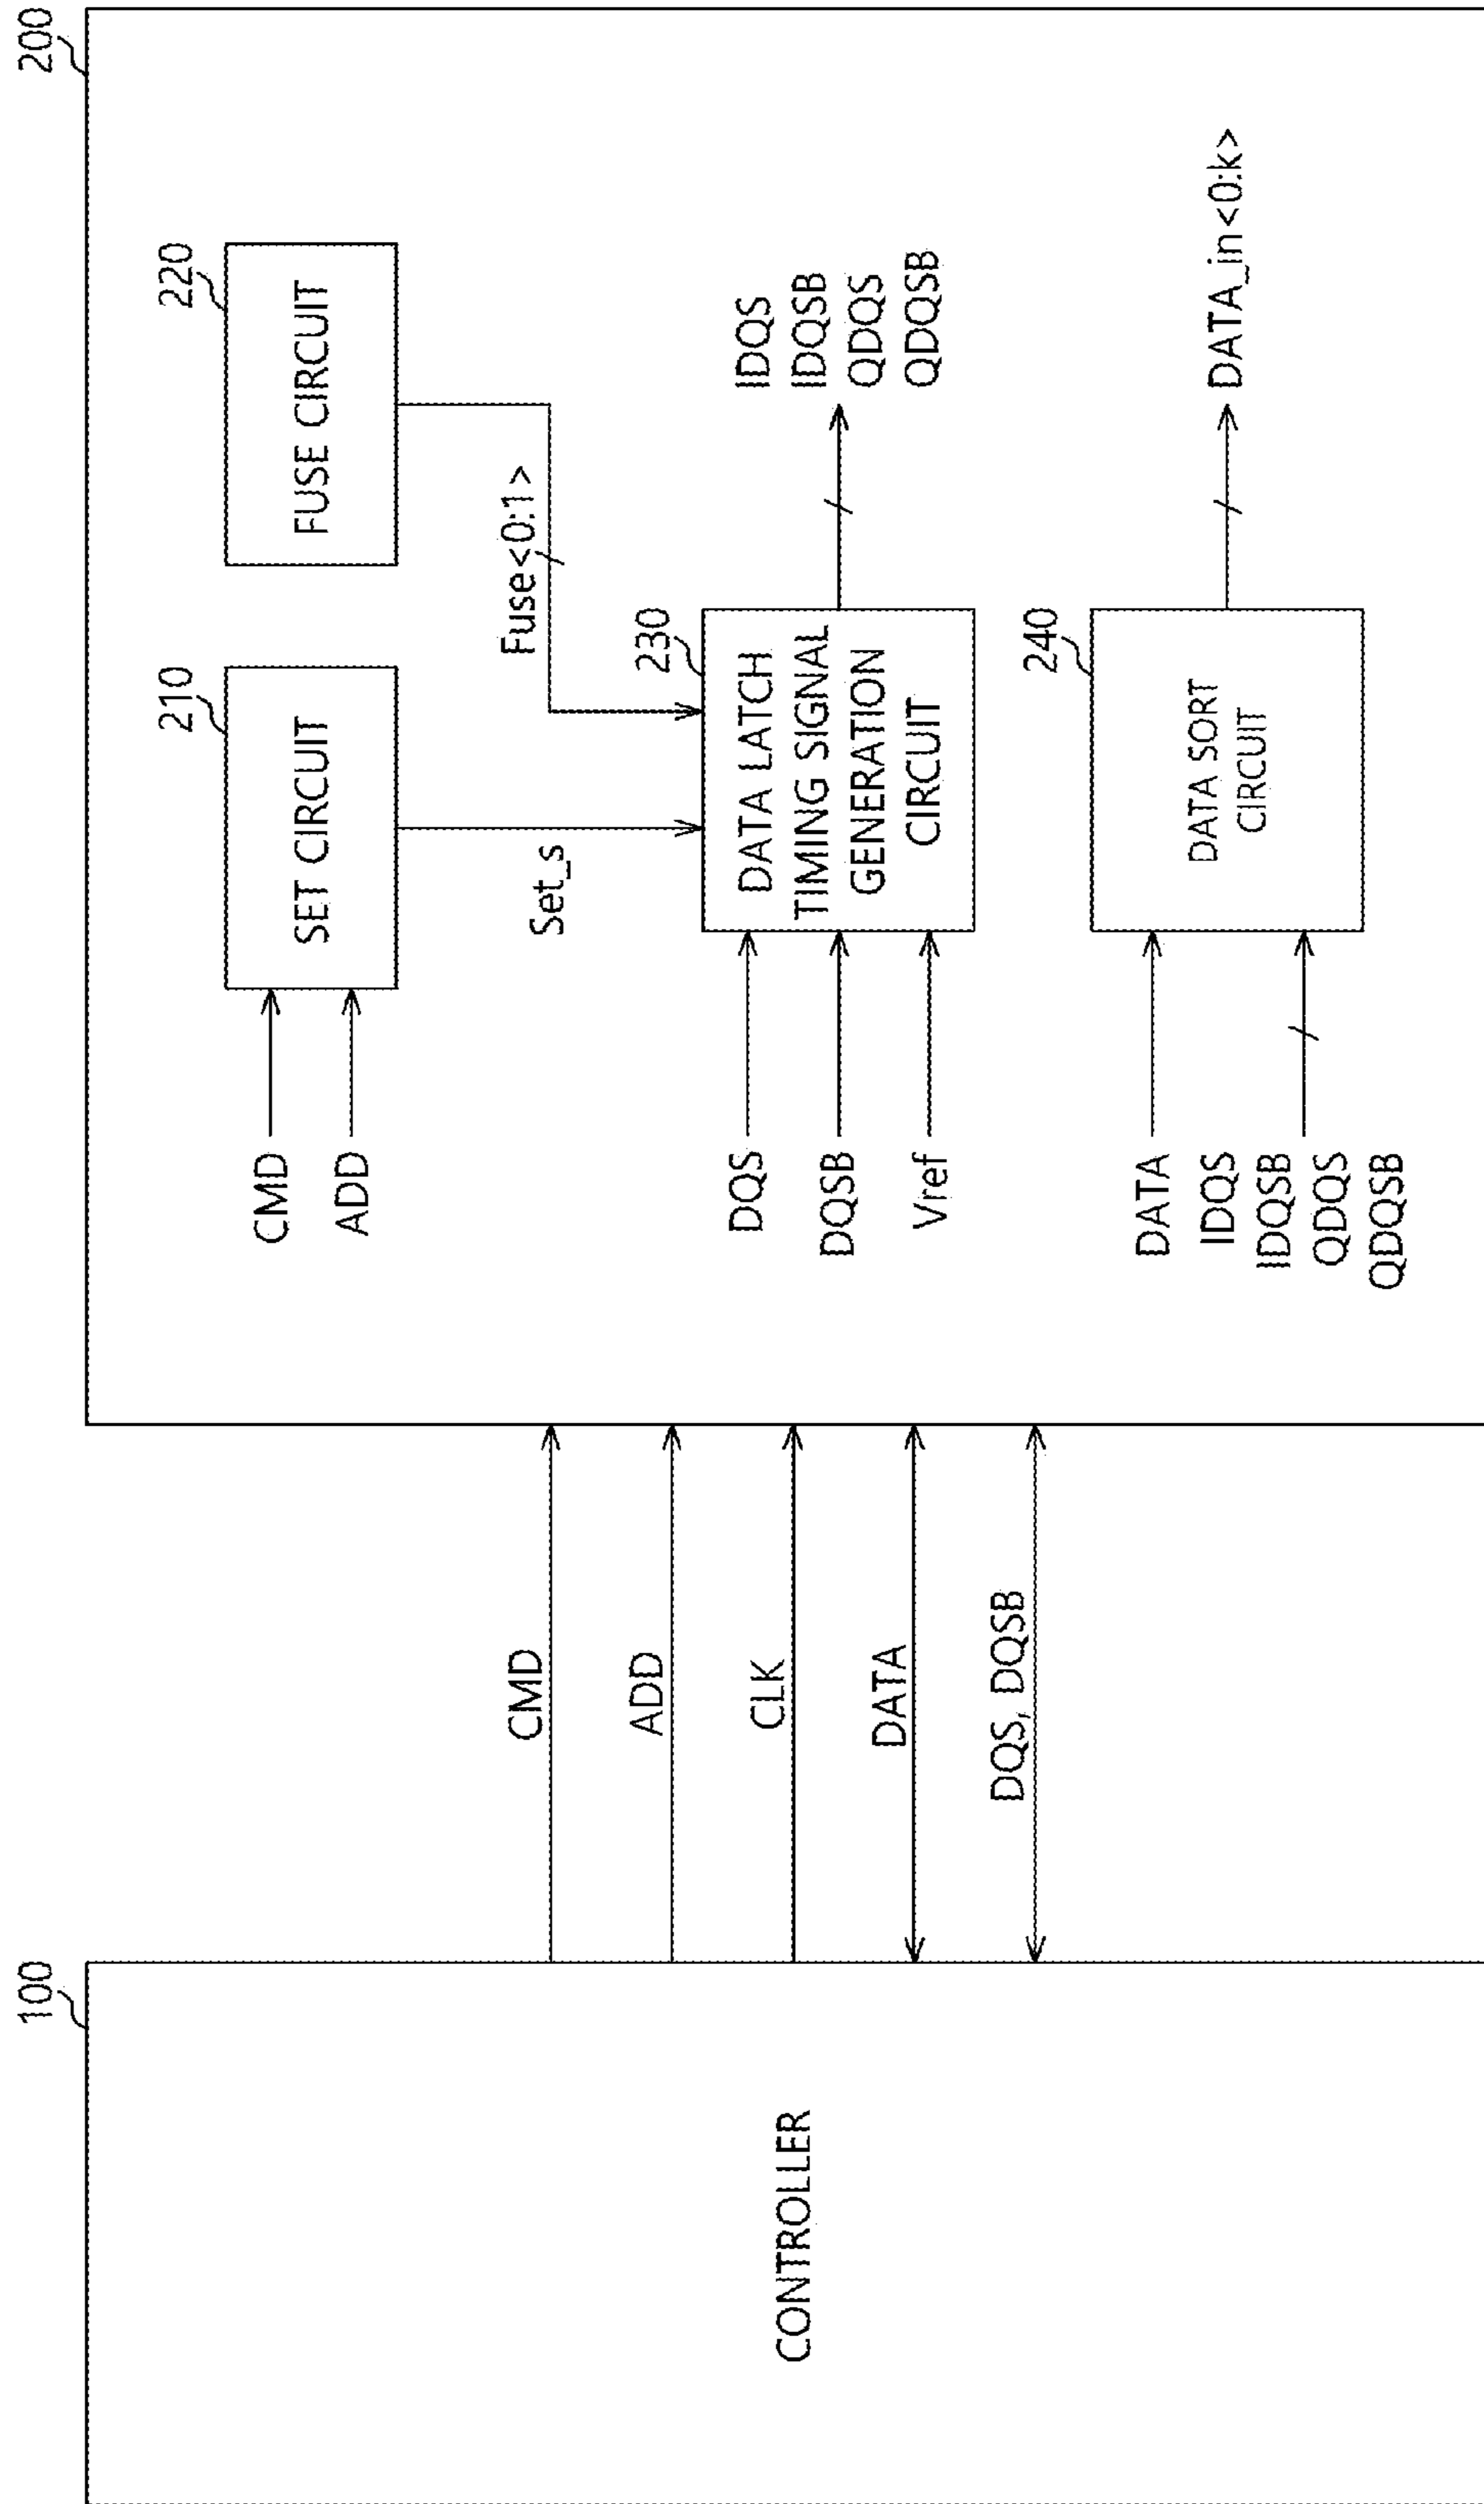 100
CONTROLLER
CMD
ADD
CLK
DATA
DQS, DQSB
200
210
SET CIRCUIT
CMD
ADD
220
FUSE CIRCUIT
Set_s
Fuse<0:1>
230
DATA LATCH
TIMING SIGNAL
GENERATION
CIRCUIT
DQS
DQSB
Vref
IDQS
IDQSB
QDQS
QDQSB
240
DATA SORT
CIRCUIT
DATA
IDQS
IDQSB
QDQS
QDQSB
DATA_in<0:k>